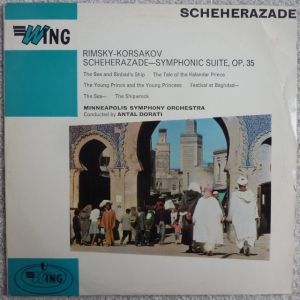 SCHEHERAZADE
WING
RIMSKY-KORSAKOV
SCHEHERAZADE—SYMPHONIC SUITE, OP. 35
The Sea and Sinbad's Ship    The Tale of the Kalandar Prince
The Young Prince and the Young Princess    Festival at Baghdad—
The Sea—    The Shipwreck
MINNEAPOLIS SYMPHONY ORCHESTRA
Conducted by ANTAL DORATI
WING